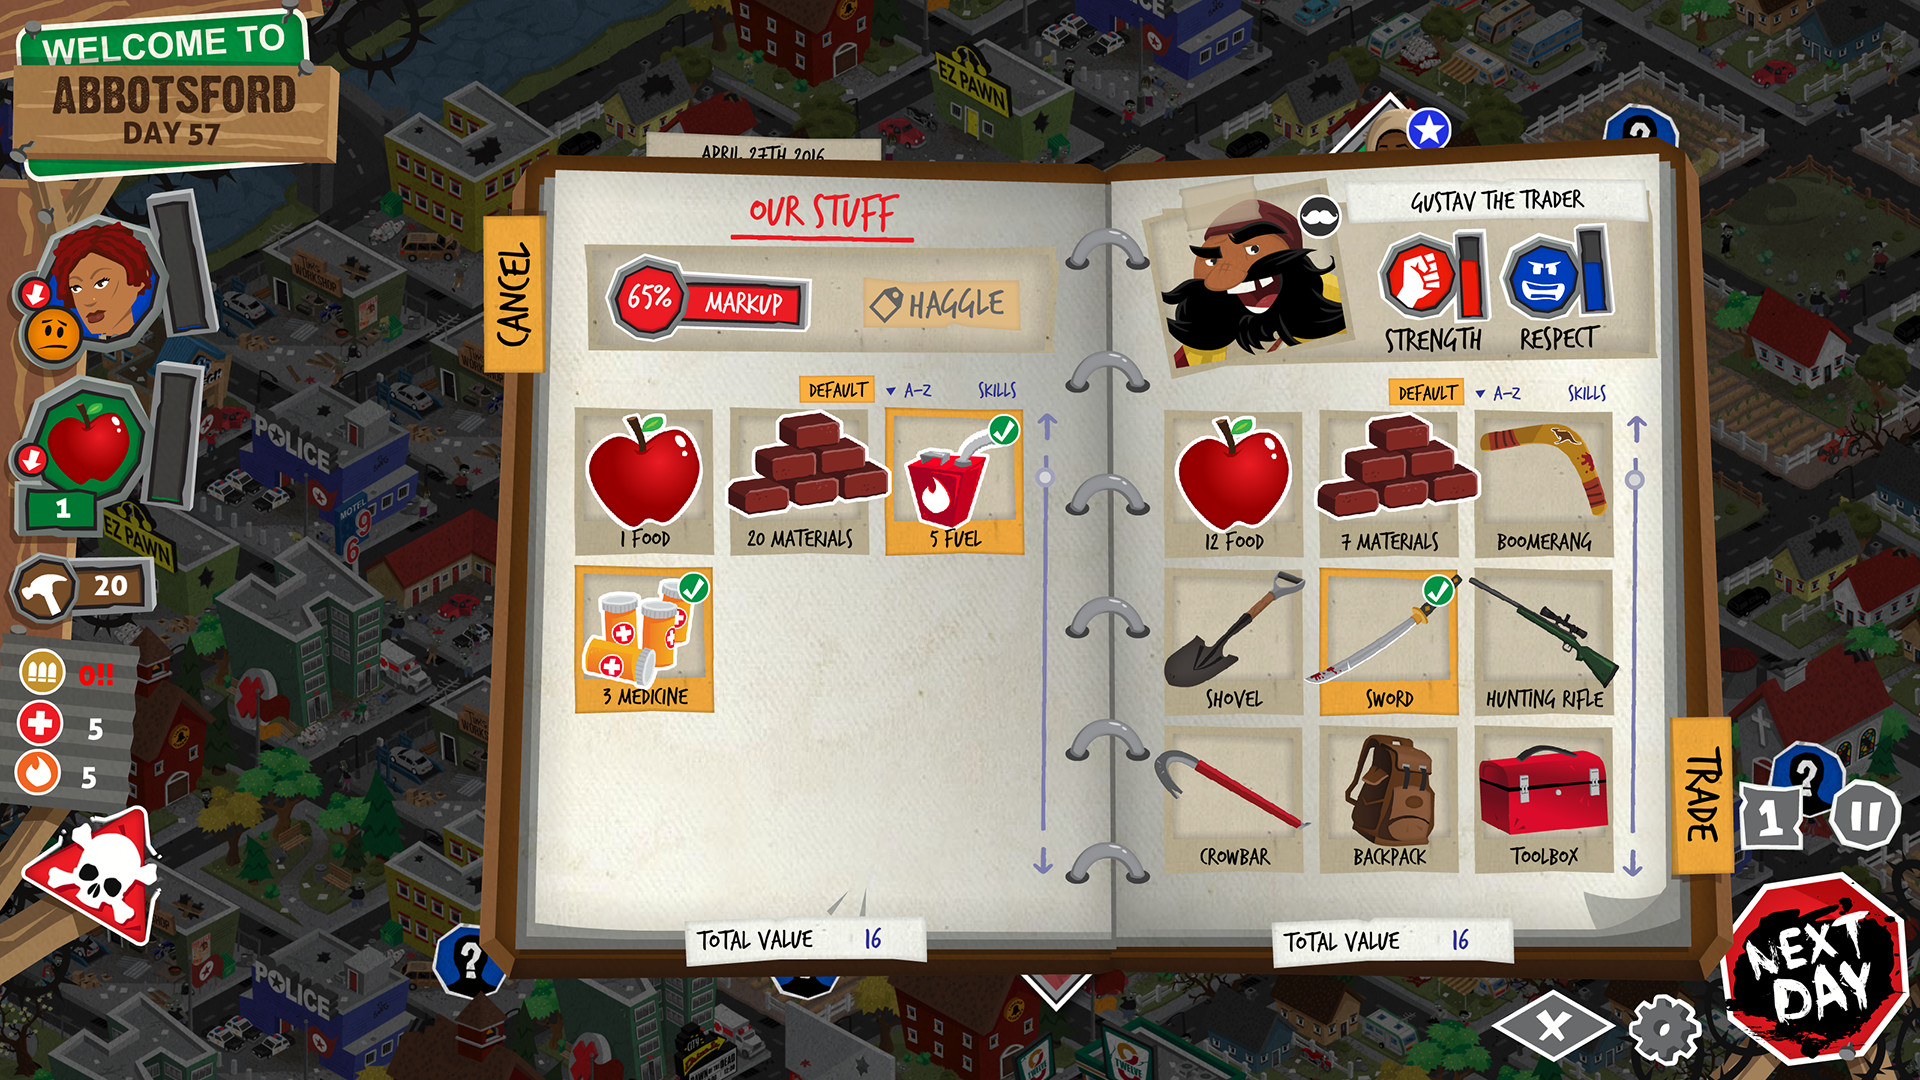 WELCOME TO
ABBOTSFORD
DAY 57
1
20
0!!
5
5
APRIL 27TH 2016
OUR STUFF
65% MARKUP
HAGGLE
CANCEL
DEFAULT A-Z SKILLS
1 FOOD
20 MATERIALS
5 FUEL
3 MEDICINE
TOTAL VALUE 16
GUSTAV THE TRADER
STRENGTH
RESPECT
DEFAULT A-Z SKILLS
12 FOOD
7 MATERIALS
BOOMERANG
SHOVEL
SWORD
HUNTING RIFLE
CROWBAR
BACKPACK
TOOLBOX
TOTAL VALUE 16
TRADE
1
NEXT
DAY
EZ PAWN
POLICE
MOTEL
96
EZ PAWN
POLICE
?
?
?